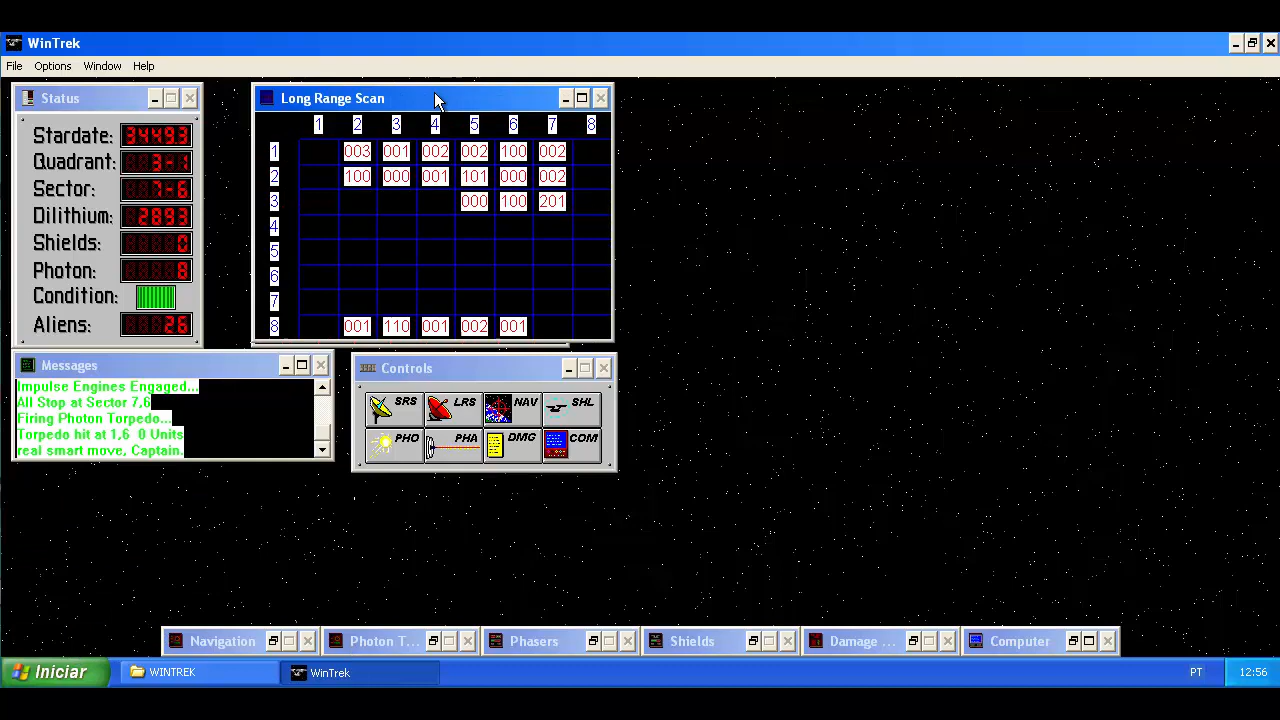 WinTrek
File Options Window Help
Status
Stardate: 34493
Quadrant: 3-1
Sector: 7-6
Dilithium: 2893
Shields: 0
Photon: 8
Condition:
Aliens: 26
Long Range Scan
1 2 3 4 5 6 7 8
1 003 001 002 002 100 002
2 100 000 001 101 000 002
3 000 100 201
4
5
6
7
8 001 110 001 002 001
Messages
Impulse Engines Engaged...
All Stop at Sector 7,6
Firing Photon Torpedo...
Torpedo hit at 1,6 0 Units
real smart move, Captain.
Controls
SRS LRS NAV SHL
PHO PHA DMG COM
Navigation Photon T... Phasers Shields Damage ... Computer
Iniciar WINTREK WinTrek PT 12:56